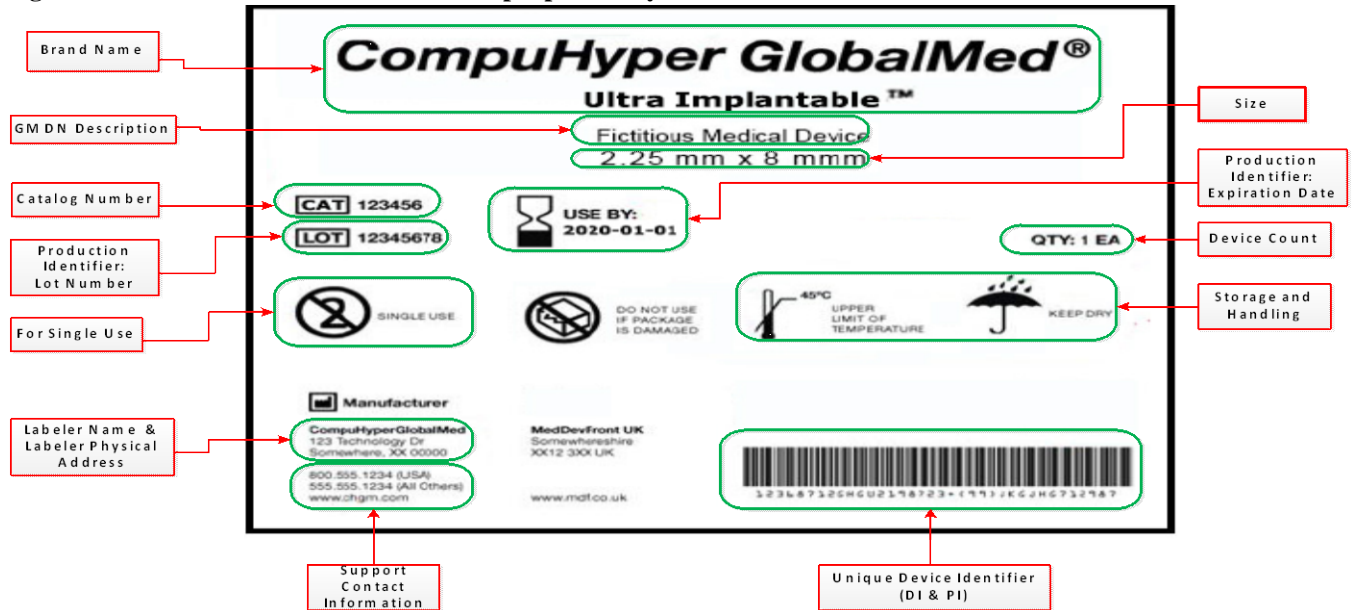 Brand Name
CompuHyper GlobalMed®
Ultra Implantable™
GMDN Description
Fictitious Medical Device
Size
2.25 mm x 8 mmm
Production
Identifier:
Expiration Date
Catalog Number
CAT 123456
USE BY:
2020-01-01
Production
Identifier:
Lot Number
LOT 12345678
QTY: 1 EA
Device Count
For Single Use
2
SINGLE USE
DO NOT USE
IF PACKAGE
IS DAMAGED
45°C
UPPER
LIMIT OF
TEMPERATURE
KEEP DRY
Storage and
Handling
Manufacturer
Labeler Name &
Labeler Physical
Address
CompuHyperGlobalMed
123 Technology Dr
Somewhere, XX 00000
MedDevFront UK
Somewhereshire
XX12 3XX UK
800.555.1234 (USA)
555.555.1234 (All Others)
www.chgm.com
www.mdf.co.uk
Support
Contact
Information
Unique Device Identifier
(DI & PI)